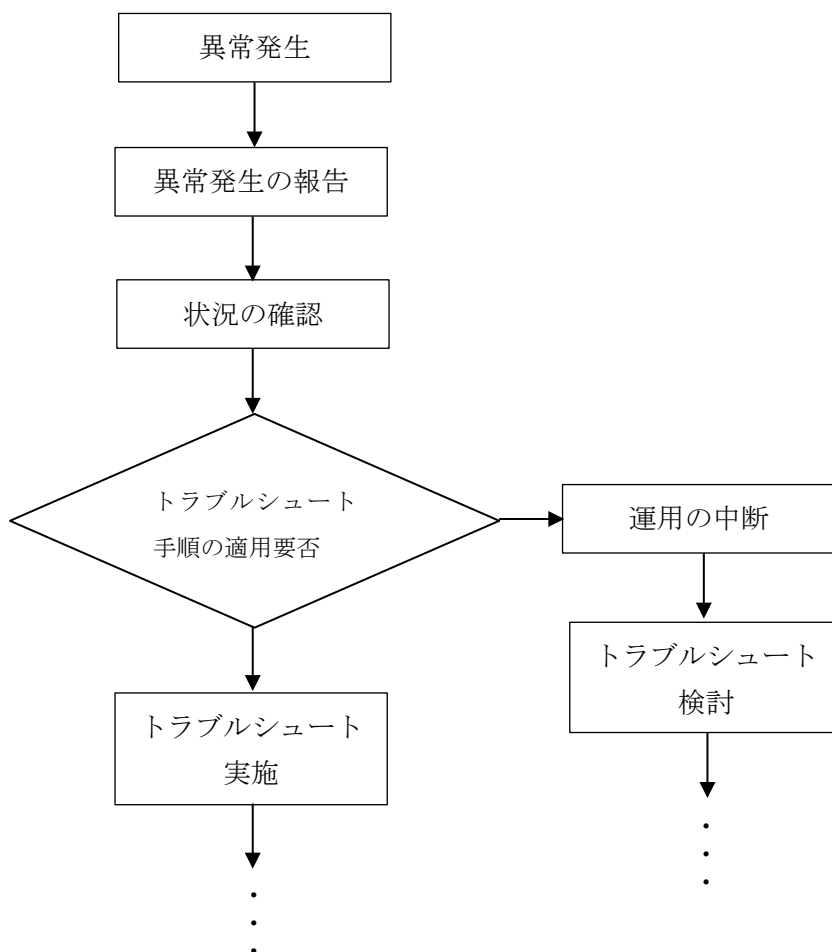 異常発生
異常発生の報告
状況の確認
トラブルシュート
手順の適用要否
運用の中断
トラブルシュート
検討
トラブルシュート
実施